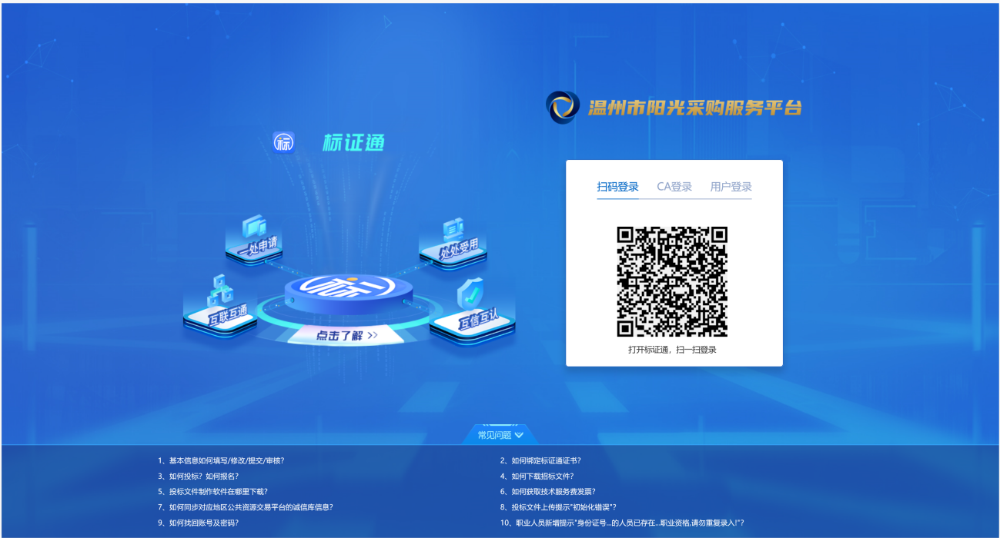 温州市阳光采购服务平台
标
标证通
扫码登录 CA登录 用户登录
一处申请
处处受用
互联互通
互信互认
标
点击了解 >>
打开标证通，扫一扫登录
常见问题
1、基本信息如何填写/修改/提交/审核?
2、如何绑定标证通证书?
3、如何投标? 如何报名?
4、如何下载招标文件?
5、投标文件制作软件在哪里下载?
6、如何获取技术服务费发票?
7、如何同步对应地区公共资源交易平台的诚信库信息?
8、投标文件上传提示"初始化错误"?
9、如何找回账号及密码?
10、职业人员新增提示"身份证号...的人员已存在...职业资格,请勿重复录入!"?